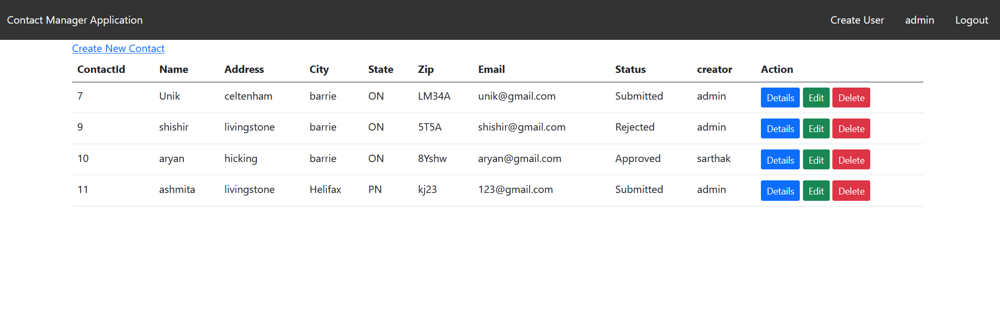 Contact Manager Application Create User admin Logout
Create New Contact
ContactId Name Address City State Zip Email Status creator Action
7 Unik celtenham barrie ON LM34A unik@gmail.com Submitted admin Details Edit Delete
9 shishir livingstone barrie ON 5T5A shishir@gmail.com Rejected admin Details Edit Delete
10 aryan hicking barrie ON 8Yshw aryan@gmail.com Approved sarthak Details Edit Delete
11 ashmita livingstone Helifax PN kj23 123@gmail.com Submitted admin Details Edit Delete